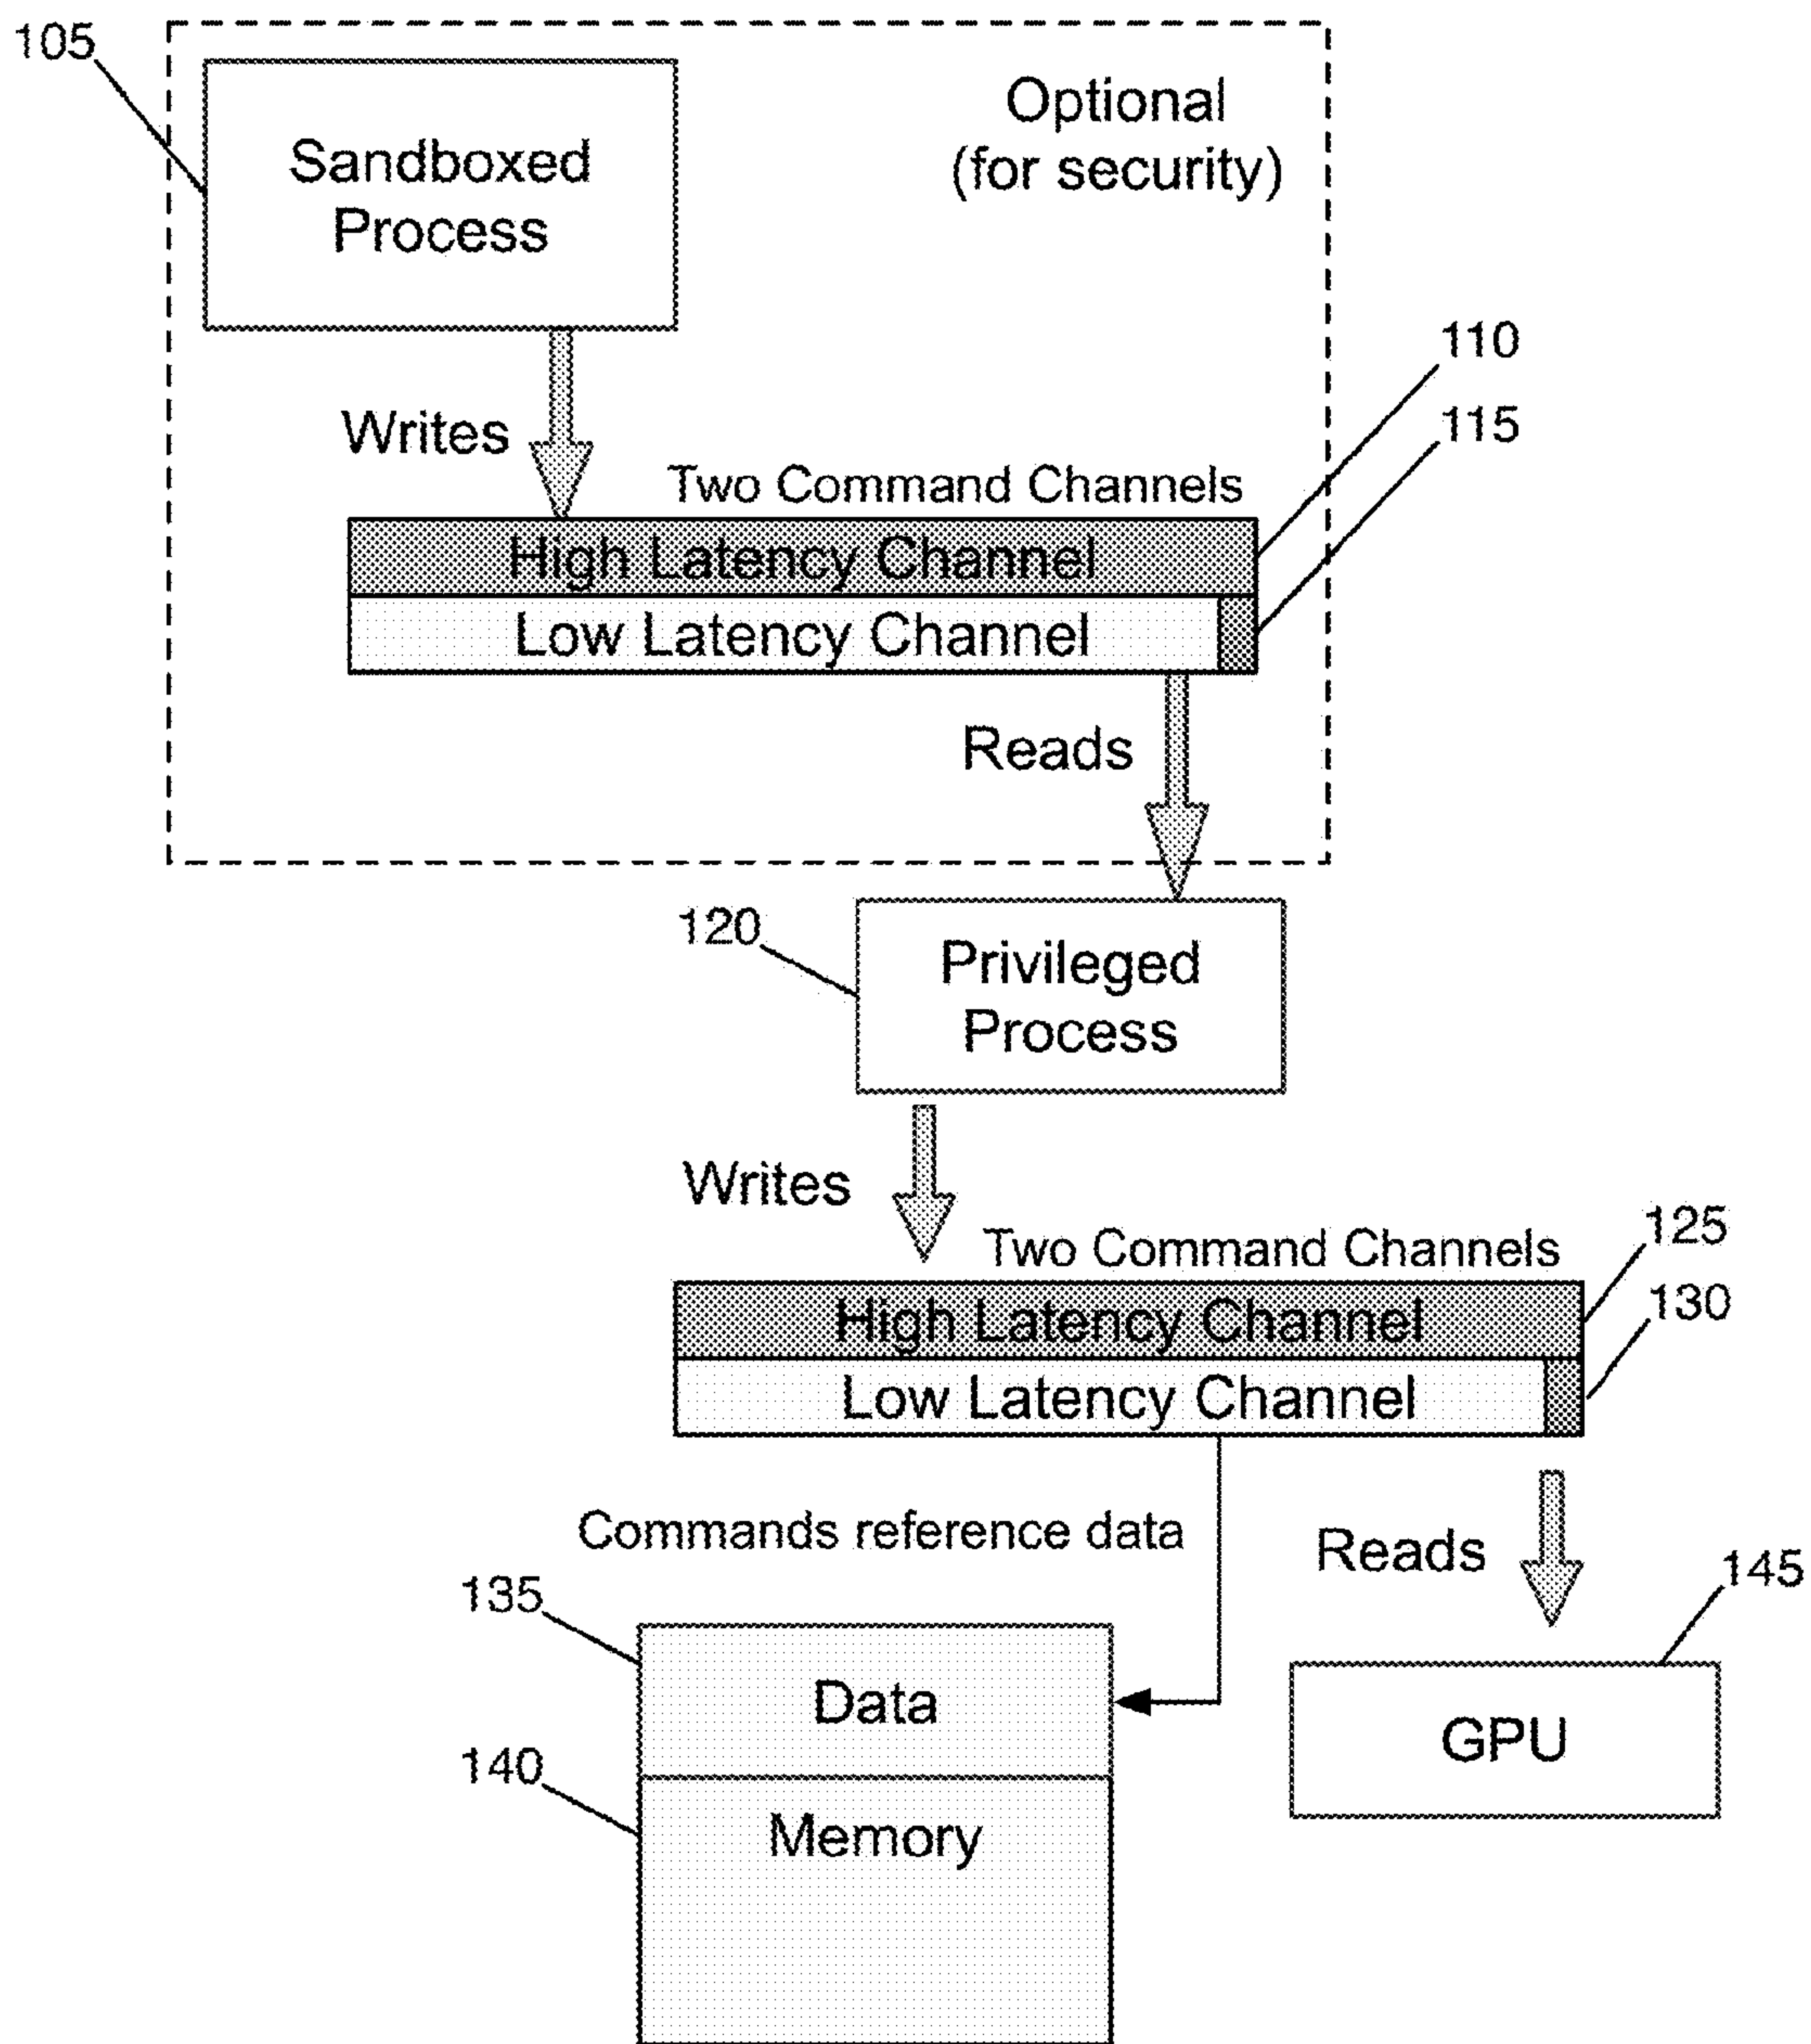 105
Optional
(for security)
Sandboxed
Process
110
115
Writes
Two Command Channels
High Latency Channel
Low Latency Channel
Reads
120
Privileged
Process
Writes
125
Two Command Channels
130
High Latency Channel
Low Latency Channel
Commands reference data
Reads
145
135
Data
GPU
140
Memory